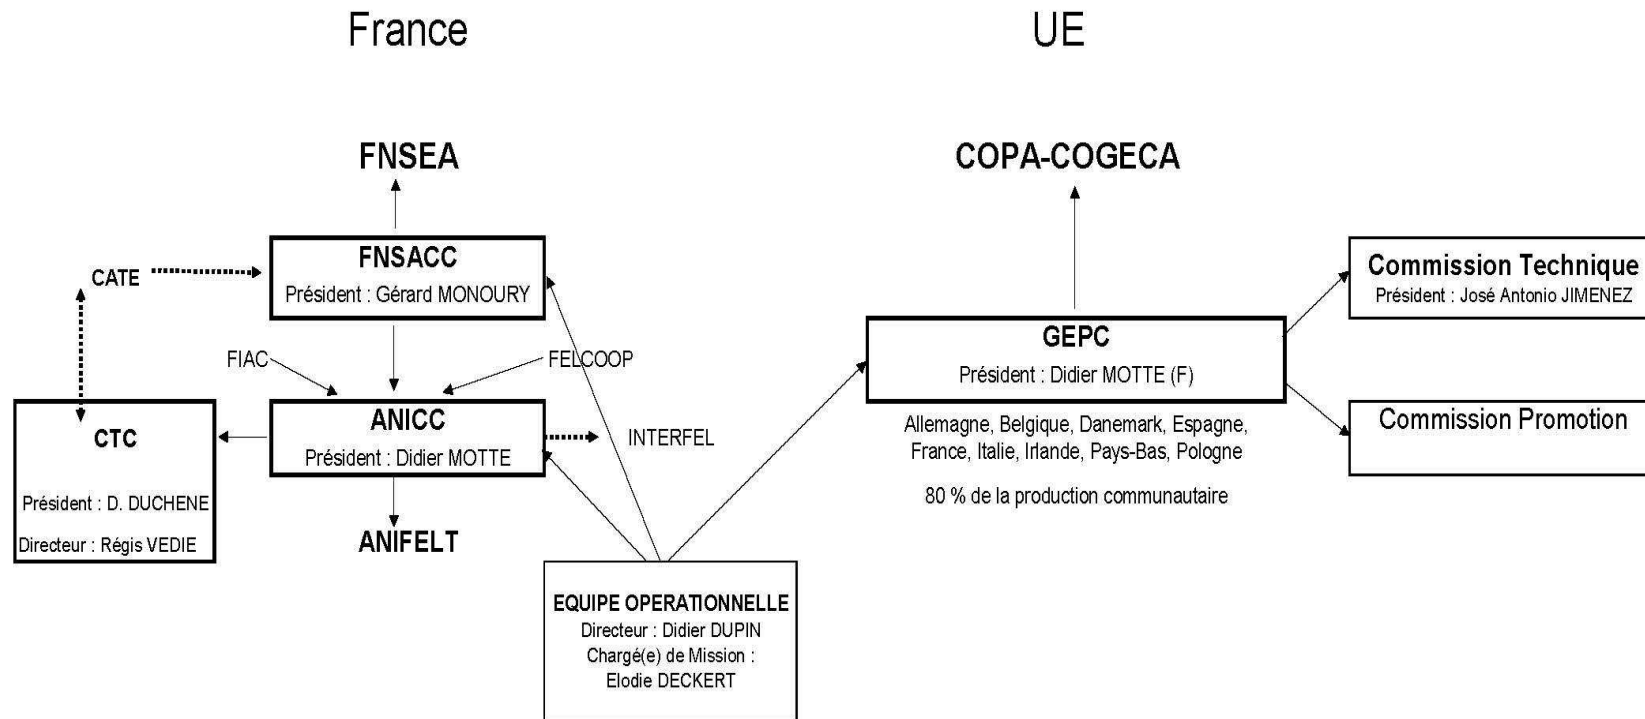 France
UE
FNSEA
COPA-COGECA
CATE
FNSACC
Président : Gérard MONOURY
Commission Technique
Président : José Antonio JIMENEZ
GEPC
Président : Didier MOTTE (F)
FIAC
FELCOOP
CTC
Président : D. DUCHENE
Directeur : Régis VEDIE
ANICC
Président : Didier MOTTE
INTERFEL
Allemagne, Belgique, Danemark, Espagne,
France, Italie, Irlande, Pays-Bas, Pologne
80 % de la production communautaire
Commission Promotion
ANIFELT
EQUIPE OPERATIONNELLE
Directeur : Didier DUPIN
Chargé(e) de Mission :
Elodie DECKERT